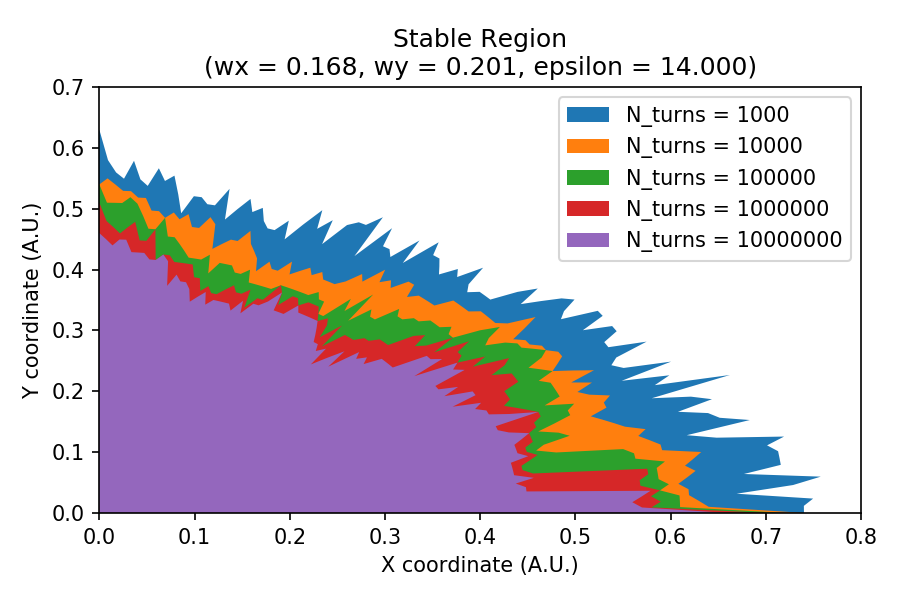 Stable Region
(wx = 0.168, wy = 0.201, epsilon = 14.000)
N_turns = 1000
N_turns = 10000
N_turns = 100000
N_turns = 1000000
N_turns = 10000000
Y coordinate (A.U.)
0.7
0.6
0.5
0.4
0.3
0.2
0.1
0.0
0.0 0.1 0.2 0.3 0.4 0.5 0.6 0.7 0.8
X coordinate (A.U.)